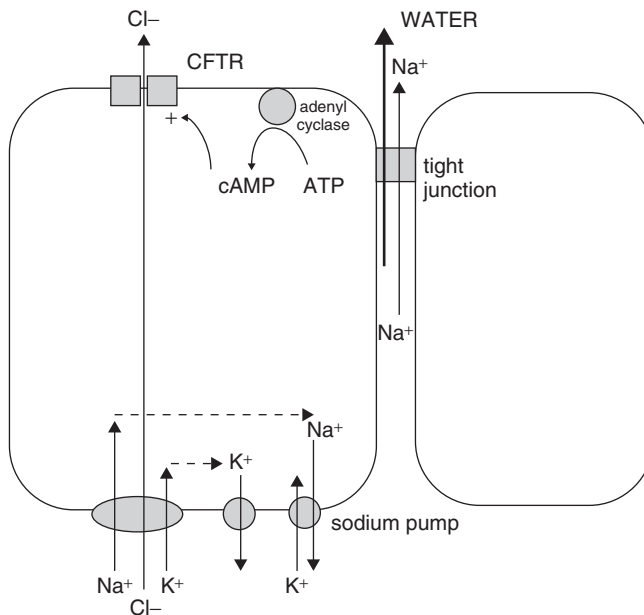 Cl–
WATER
CFTR
Na+
adenyl
cyclase
+
cAMP
ATP
tight
junction
Na+
Na+
K+
sodium pump
Na+
K+
K+
Cl–